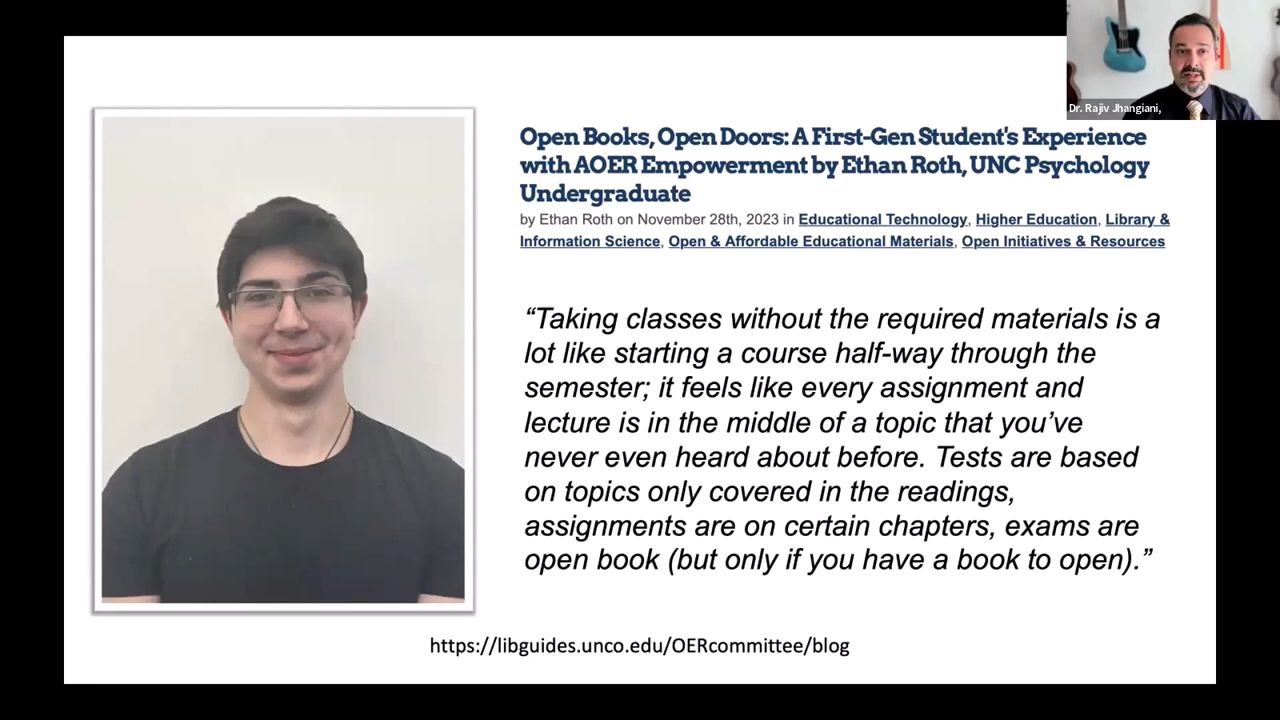 Dr. Rajiv Jhangiani,
Open Books, Open Doors: A First-Gen Student's Experience
with AOER Empowerment by Ethan Roth, UNC Psychology
Undergraduate
by Ethan Roth on November 28th, 2023 in Educational Technology, Higher Education, Library &
Information Science, Open & Affordable Educational Materials, Open Initiatives & Resources
“Taking classes without the required materials is a
lot like starting a course half-way through the
semester; it feels like every assignment and
lecture is in the middle of a topic that you’ve
never even heard about before. Tests are based
on topics only covered in the readings,
assignments are on certain chapters, exams are
open book (but only if you have a book to open).”
https://libguides.unco.edu/OERcommittee/blog